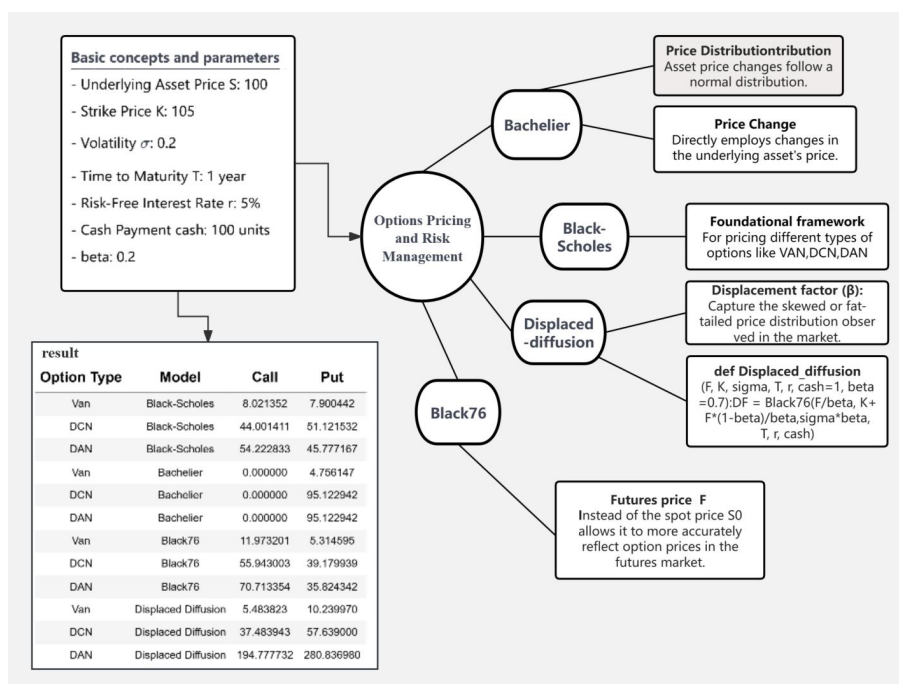 Basic concepts and parameters
- Underlying Asset Price S: 100
- Strike Price K: 105
- Volatility σ: 0.2
- Time to Maturity T: 1 year
- Risk-Free Interest Rate r: 5%
- Cash Payment cash: 100 units
- beta: 0.2
Options Pricing
and Risk
Management
Bachelier
Price Distributiontribution
Asset price changes follow a
normal distribution.
Price Change
Directly employs changes in
the underlying asset's price.
Black-
Scholes
Foundational framework
For pricing different types of
options like VAN,DCN,DAN
Displaced
-diffusion
Displacement factor (β):
Capture the skewed or fat-
tailed price distribution obser
ved in the market.
def Displaced_diffusion
(F, K, sigma, T, r, cash=1, beta
=0.7):DF = Black76(F/beta, K+
F*(1-beta)/beta,sigma*beta,
T, r, cash)
Black76
Futures price F
Instead of the spot price S0
allows it to more accurately
reflect option prices in the
futures market.
result
Option Type Model Call Put
Van Black-Scholes 8.021352 7.900442
DCN Black-Scholes 44.001411 51.121532
DAN Black-Scholes 54.222833 45.777167
Van Bachelier 0.000000 4.756147
DCN Bachelier 0.000000 95.122942
DAN Bachelier 0.000000 95.122942
Van Black76 11.973201 5.314595
DCN Black76 55.943003 39.179939
DAN Black76 70.713354 35.824342
Van Displaced Diffusion 5.483823 10.239970
DCN Displaced Diffusion 37.483943 57.639000
DAN Displaced Diffusion 194.777732 280.836980